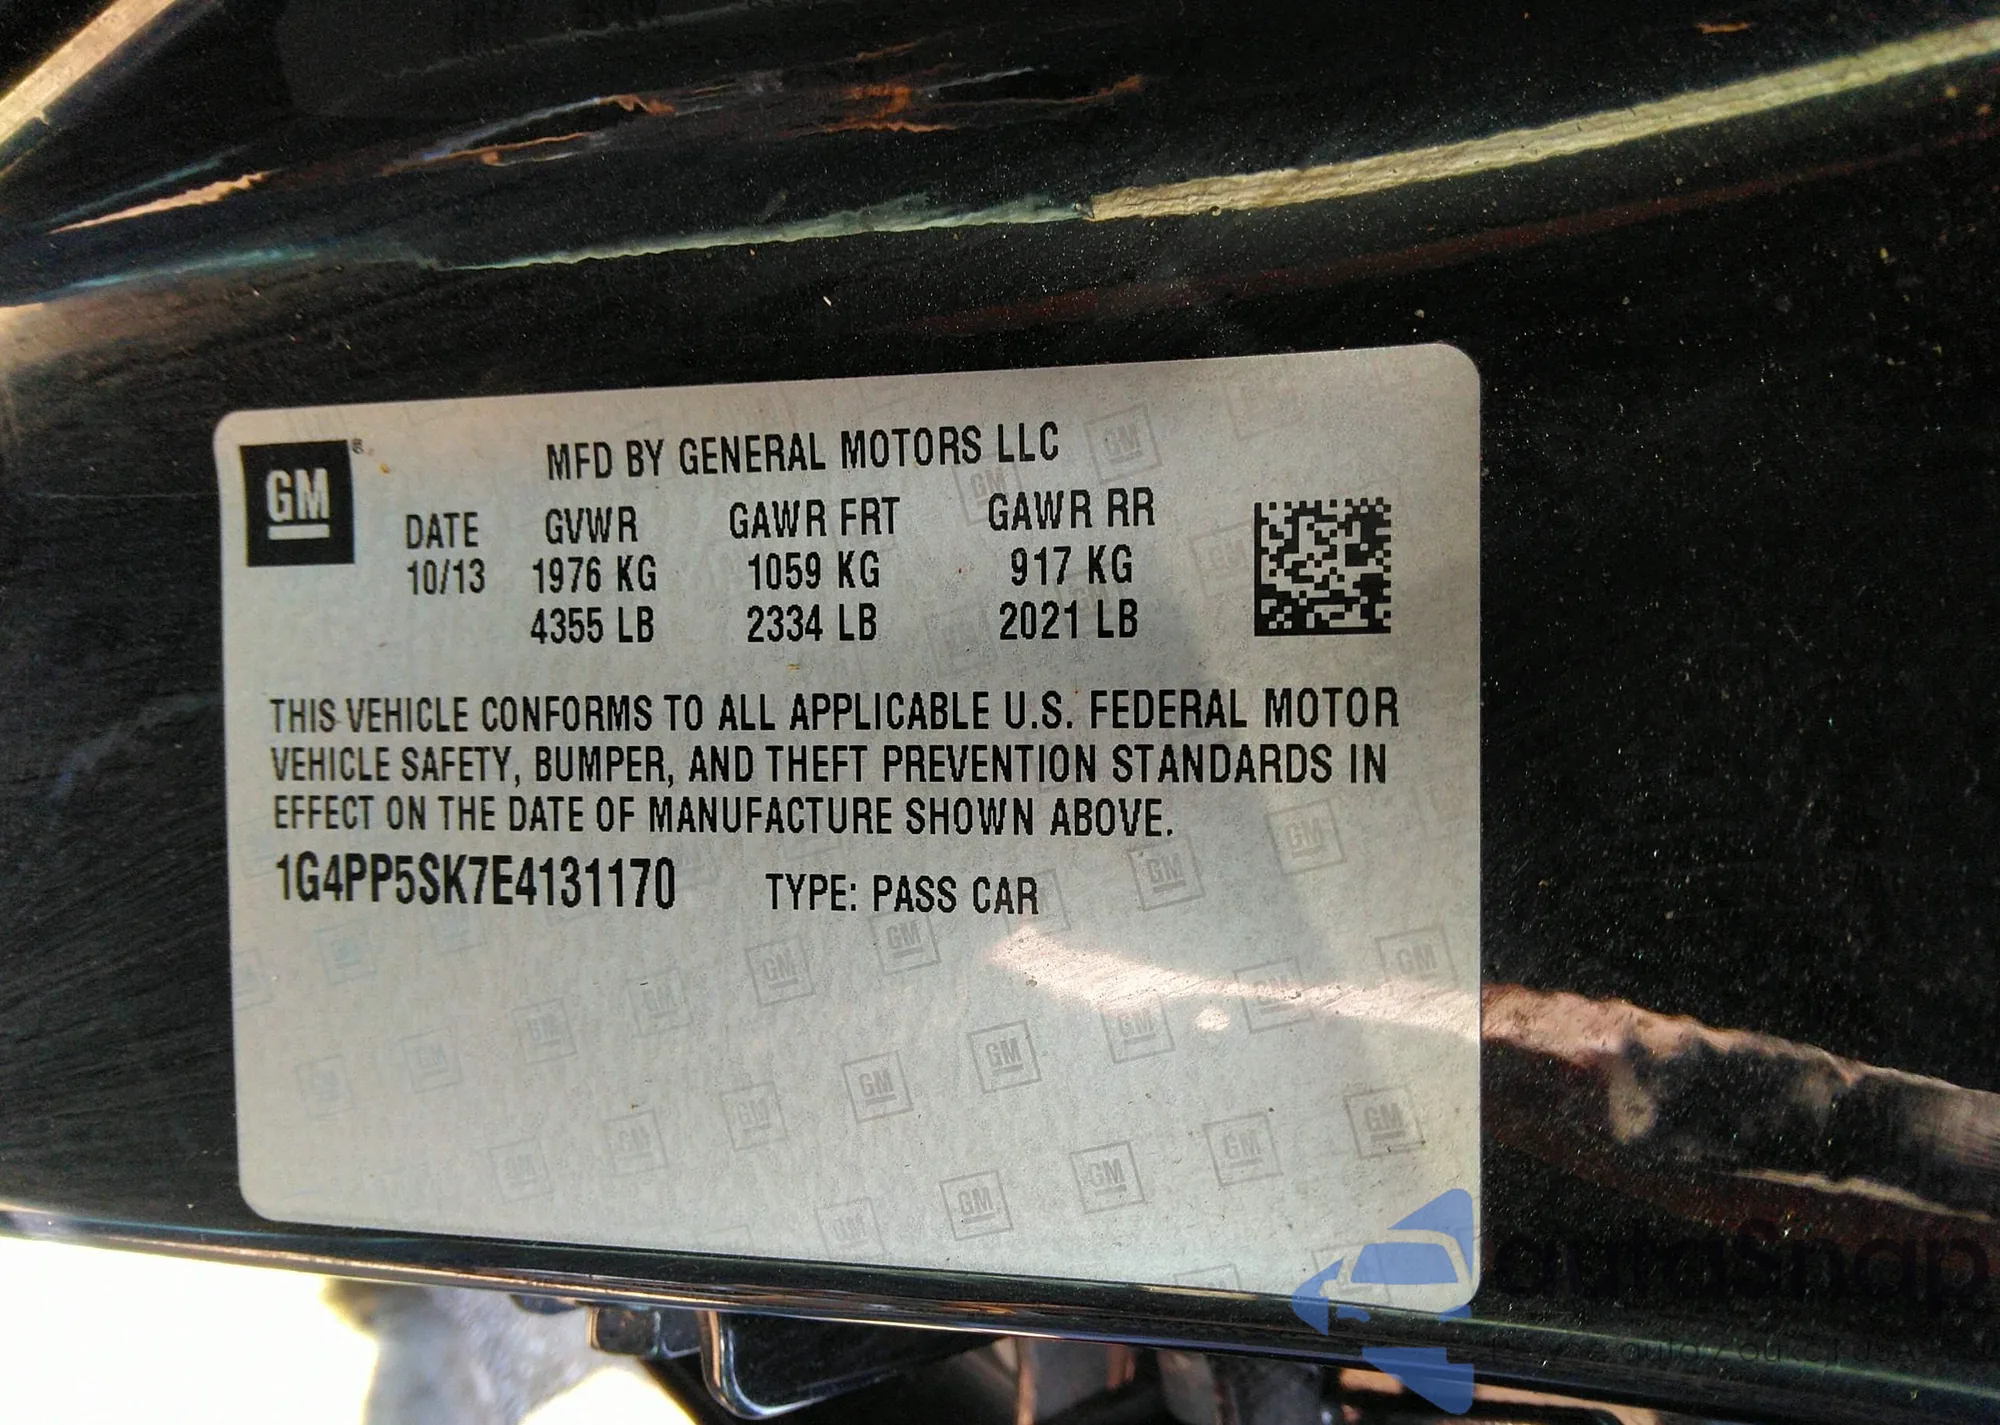 GM
MFD BY GENERAL MOTORS LLC
DATE GVWR GAWR FRT GAWR RR
10/13 1976 KG 1059 KG 917 KG
4355 LB 2334 LB 2021 LB
THIS VEHICLE CONFORMS TO ALL APPLICABLE U.S. FEDERAL MOTOR
VEHICLE SAFETY, BUMPER, AND THEFT PREVENTION STANDARDS IN
EFFECT ON THE DATE OF MANUFACTURE SHOWN ABOVE.
1G4PP5SK7E4131170 TYPE: PASS CAR